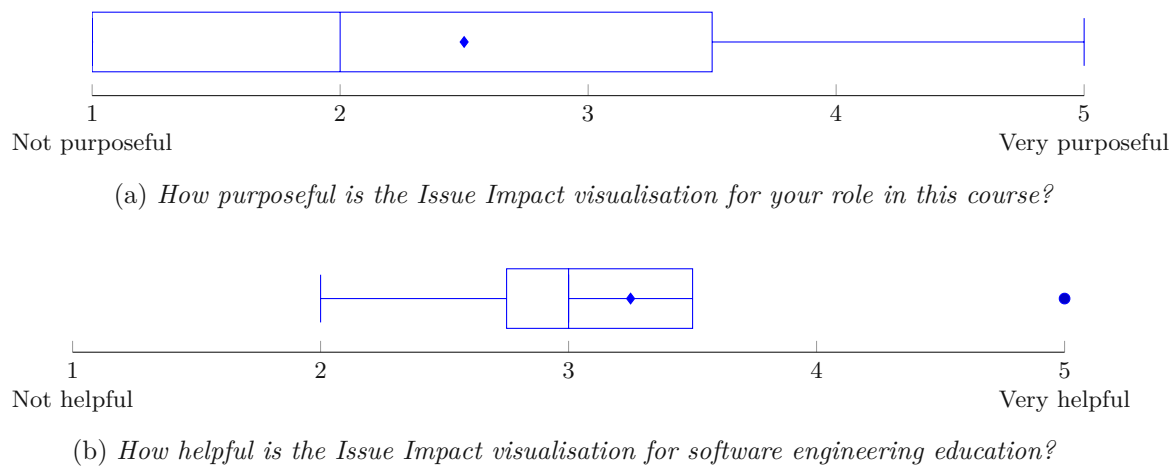 1 2 3 4 5
Not purposeful Very purposeful
(a) How purposeful is the Issue Impact visualisation for your role in this course?
1 2 3 4 5
Not helpful Very helpful
(b) How helpful is the Issue Impact visualisation for software engineering education?